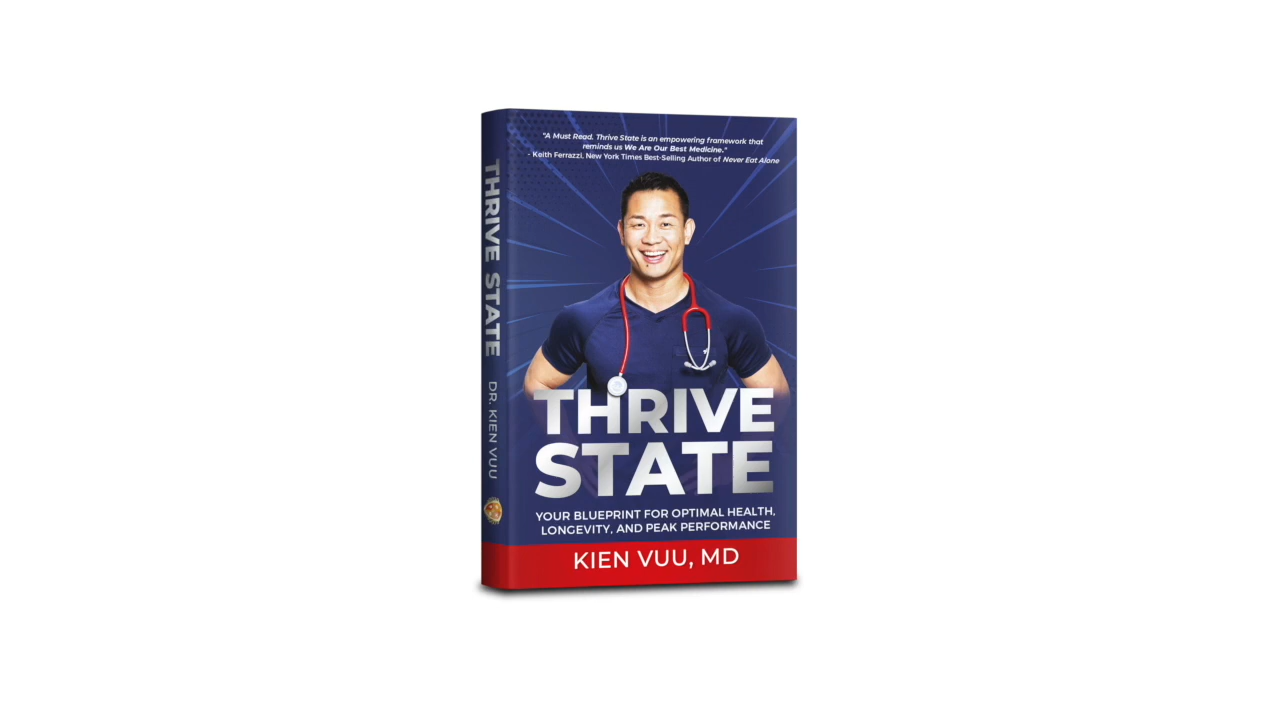 "A Must Read. Thrive State is an empowering framework that
reminds us We Are Our Best Medicine."
- Keith Ferrazzi, New York Times Best-Selling Author of Never Eat Alone
THRIVE
STATE
YOUR BLUEPRINT FOR OPTIMAL HEALTH,
LONGEVITY, AND PEAK PERFORMANCE
KIEN VUU, MD
THRIVE STATE
DR. KIEN VUU